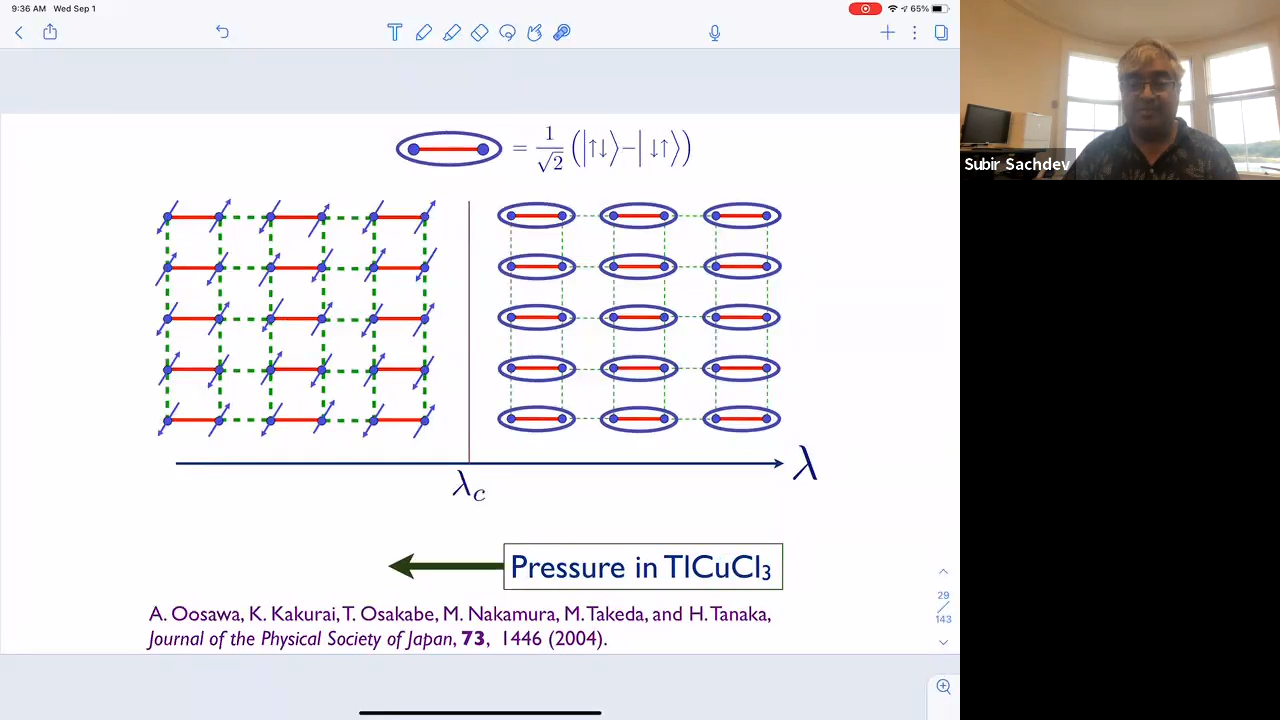 9:36 AM Wed Sep 1
65%
T
= 1/√2 (|↑↓⟩−| ↓↑⟩)
λ
λc
Pressure in TlCuCl₃
A. Oosawa, K. Kakurai, T. Osakabe, M. Nakamura, M. Takeda, and H. Tanaka,
Journal of the Physical Society of Japan, 73, 1446 (2004).
29
/
143
Subir Sachdev